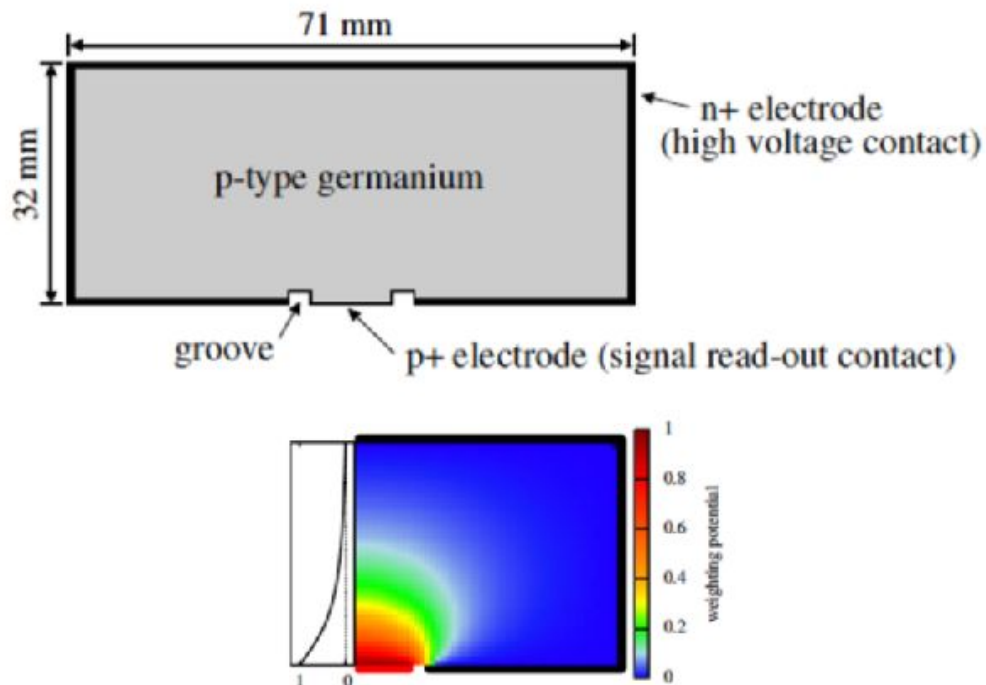 71 mm
32 mm
n+ electrode
(high voltage contact)
p-type germanium
groove
p+ electrode (signal read-out contact)
1
0.8
0.6
0.4
0.2
0
weighting potential
1 0